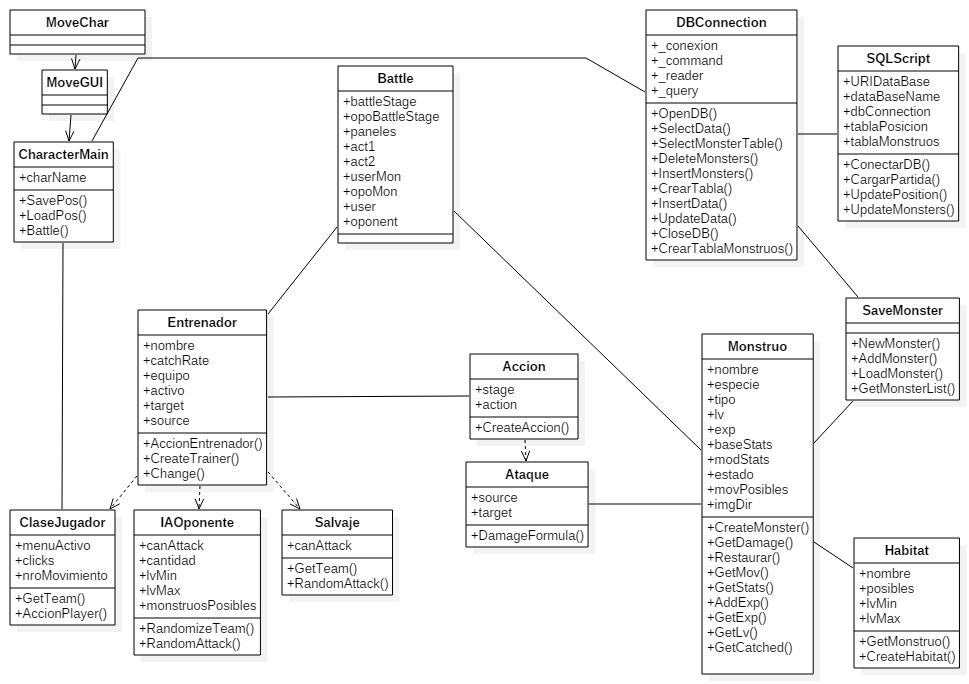 MoveChar
MoveGUI
CharacterMain
+charName
+SavePos()
+LoadPos()
+Battle()
Battle
+battleStage
+opoBattleStage
+paneles
+act1
+act2
+userMon
+opoMon
+user
+oponent
DBConnection
+_conexion
+_command
+_reader
+_query
+OpenDB()
+SelectData()
+SelectMonsterTable()
+DeleteMonsters()
+InsertMonsters()
+CrearTabla()
+InsertData()
+UpdateData()
+CloseDB()
+CrearTablaMonstruos()
SQLScript
+URIDataBase
+dataBaseName
+dbConnection
+tablaPosicion
+tablaMonstruos
+ConectarDB()
+CargarPartida()
+UpdatePosition()
+UpdateMonsters()
SaveMonster
+NewMonster()
+AddMonster()
+LoadMonster()
+GetMonsterList()
Entrenador
+nombre
+catchRate
+equipo
+activo
+target
+source
+AccionEntrenador()
+CreateTrainer()
+Change()
Accion
+stage
+action
+CreateAccion()
Ataque
+source
+target
+DamageFormula()
Monstruo
+nombre
+especie
+tipo
+lv
+exp
+baseStats
+modStats
+estado
+movPosibles
+imgDir
+CreateMonster()
+GetDamage()
+Restaurar()
+GetMov()
+GetStats()
+AddExp()
+GetExp()
+GetLv()
+GetCatched()
ClaseJugador
+menuActivo
+clicks
+nroMovimiento
+GetTeam()
+AccionPlayer()
IAOponente
+canAttack
+cantidad
+lvMin
+lvMax
+monstruosPosibles
+RandomizeTeam()
+RandomAttack()
Salvaje
+canAttack
+GetTeam()
+RandomAttack()
Habitat
+nombre
+posibles
+lvMin
+lvMax
+GetMonstruo()
+CreateHabitat()